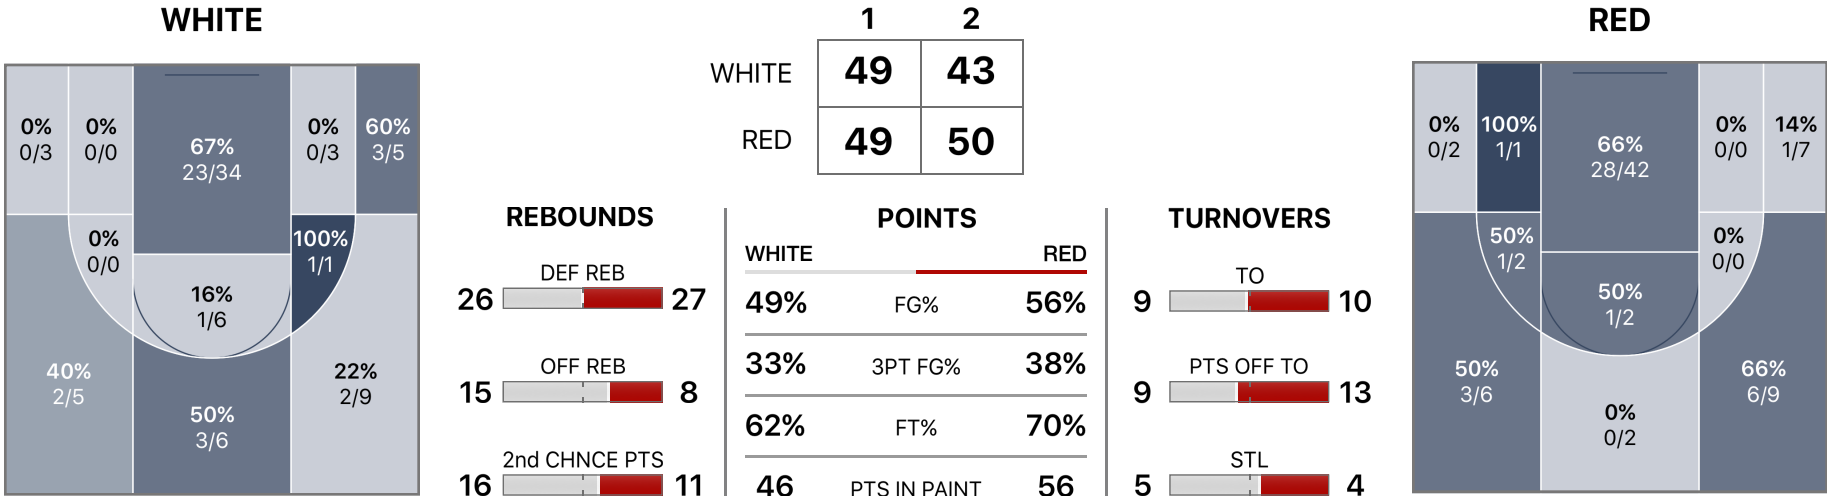 WHITE
0%
0/3
0%
0/0
67%
23/34
0%
0/3
60%
3/5
0%
0/0
100%
1/1
16%
1/6
40%
2/5
50%
3/6
22%
2/9
1 2
WHITE 49 43
RED 49 50
REBOUNDS
DEF REB
26 27
OFF REB
15 8
2nd CHNCE PTS
16 11
POINTS
WHITE RED
49% FG% 56%
33% 3PT FG% 38%
62% FT% 70%
46 PTS IN PAINT 56
TURNOVERS
TO
9 10
PTS OFF TO
9 13
STL
5 4
RED
0%
0/2
100%
1/1
66%
28/42
0%
0/0
14%
1/7
50%
1/2
0%
0/0
50%
1/2
50%
3/6
0%
0/2
66%
6/9